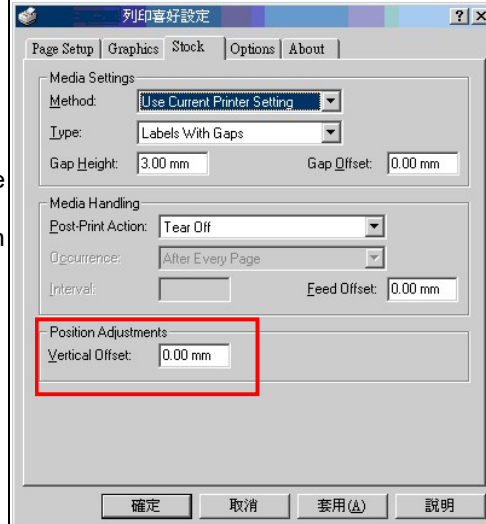 列印喜好設定
Page Setup Graphics Stock Options About
Media Settings
Method: Use Current Printer Setting
Type: Labels With Gaps
Gap Height: 3.00 mm Gap Offset: 0.00 mm
Media Handling
Post-Print Action: Tear Off
Occurrence: After Every Page
Interval: Feed Offset: 0.00 mm
Position Adjustments
Vertical Offset: 0.00 mm
確定 取消 套用(A) 說明